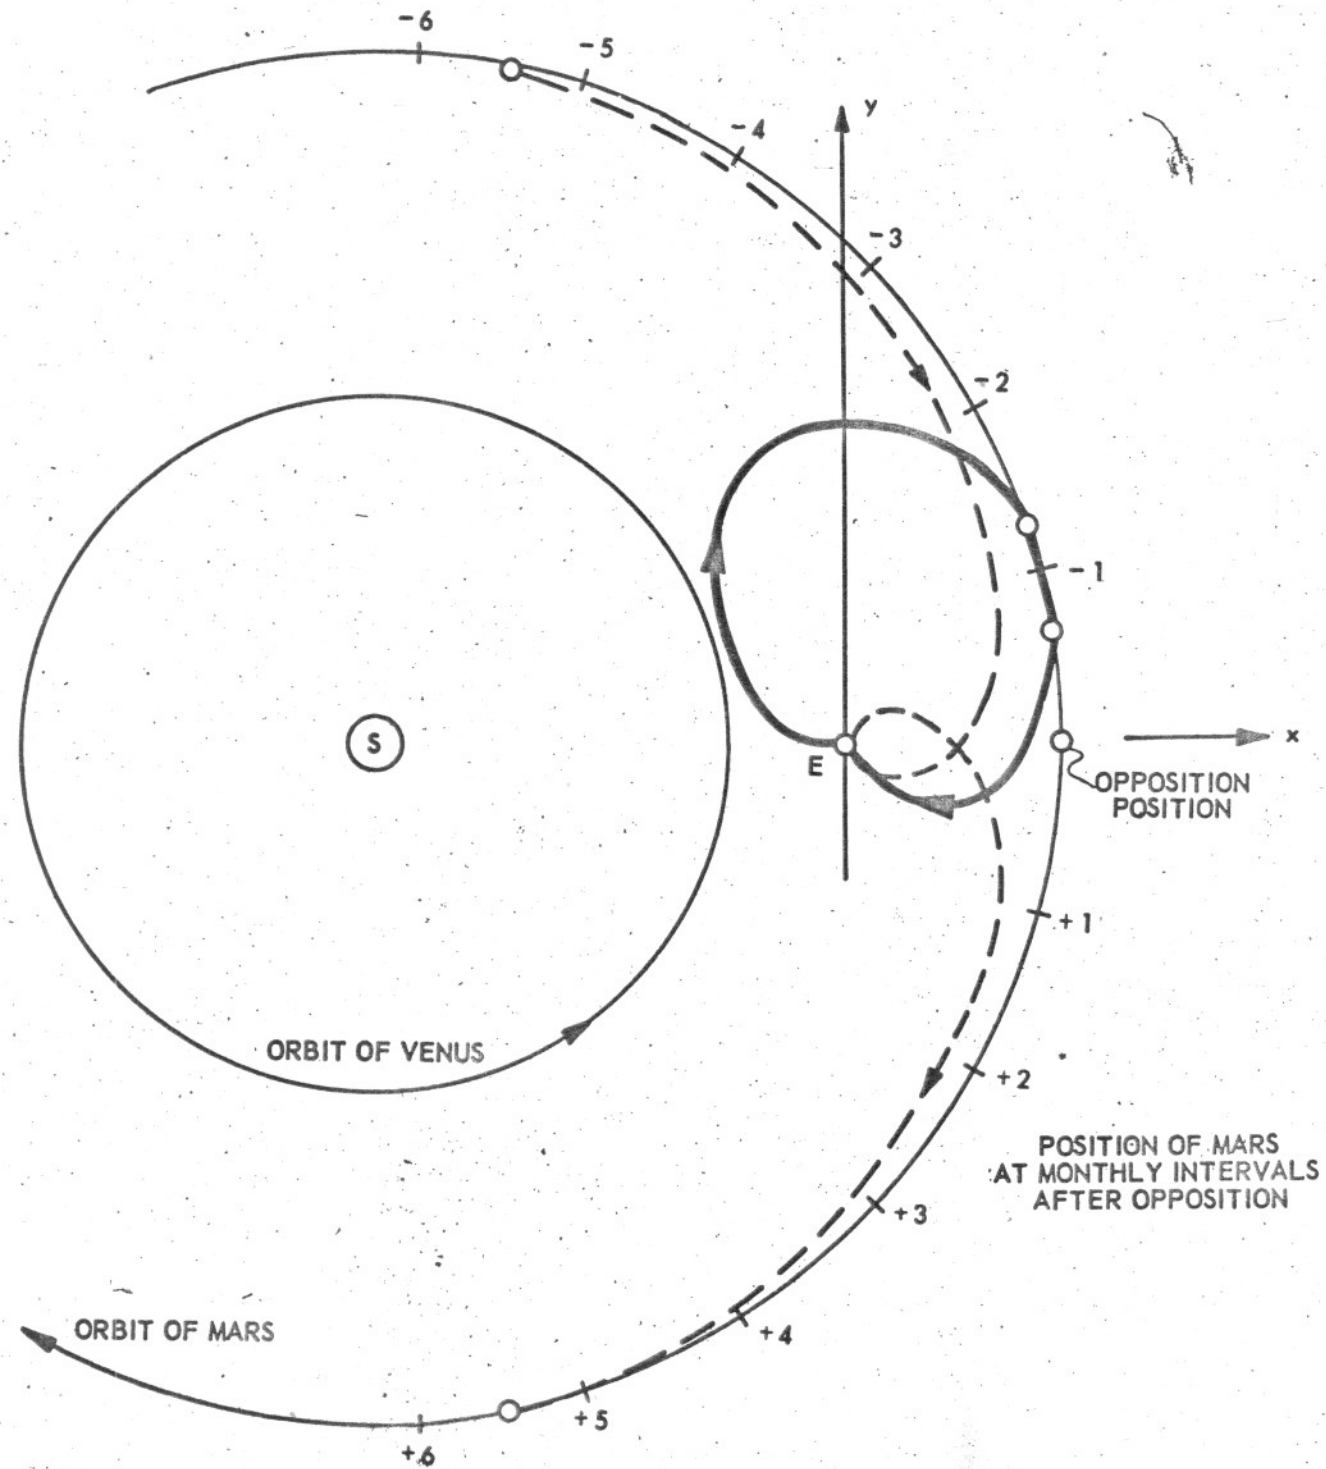 -6
-5
-4
y
-3
-2
-1
S
E
x
OPPOSITION
POSITION
+1
ORBIT OF VENUS
+2
POSITION OF MARS
AT MONTHLY INTERVALS
AFTER OPPOSITION
+3
ORBIT OF MARS
+4
+5
+6